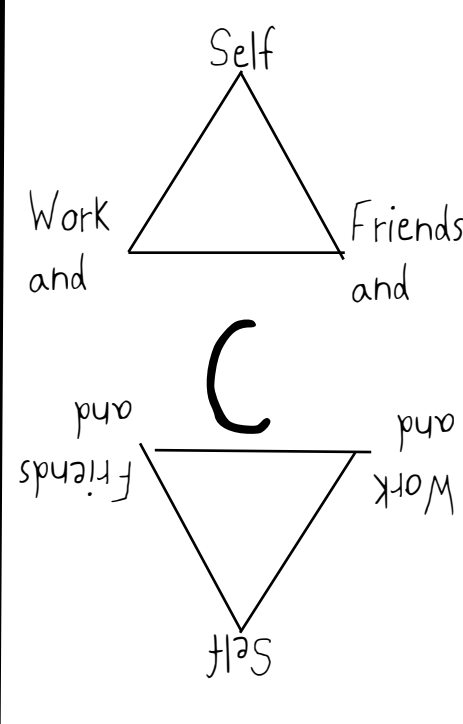 Self
Work
and
Friends
and
C
and
Friends
and
Work
Self